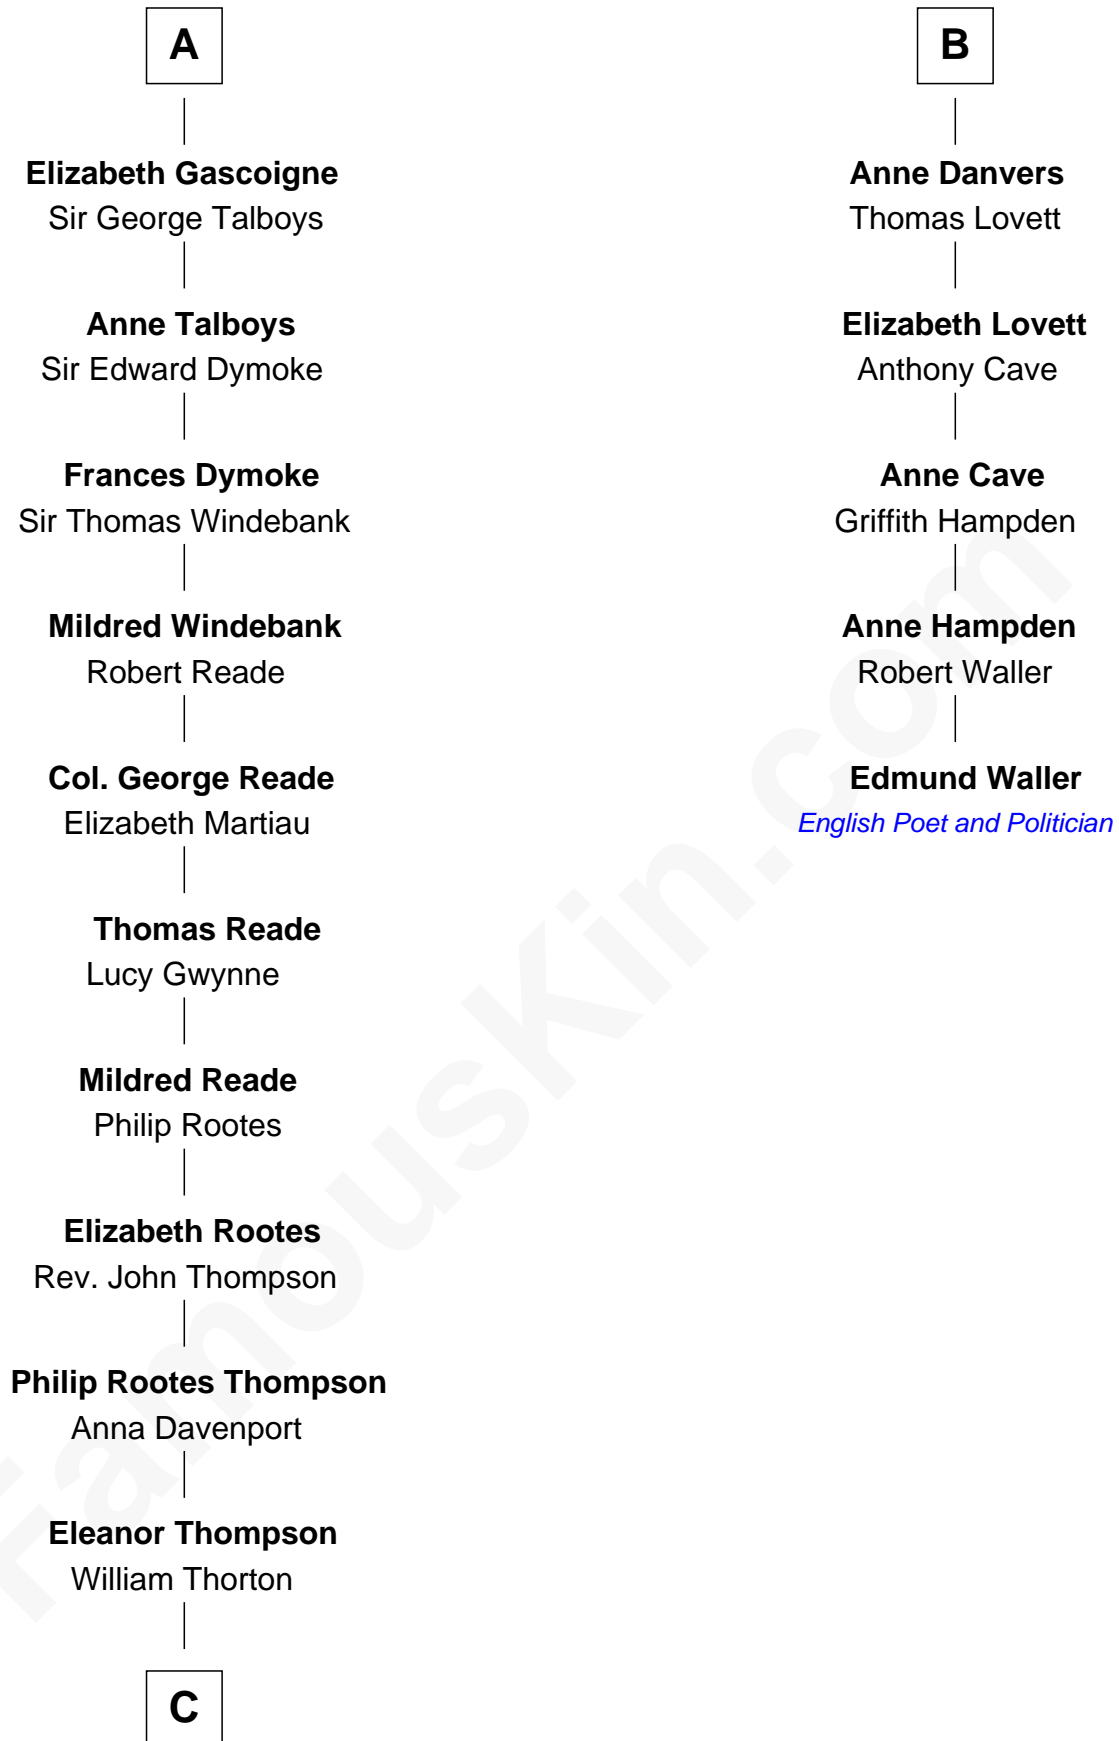 A
Elizabeth Gascoigne
Sir George Talboys
Anne Talboys
Sir Edward Dymoke
Frances Dymoke
Sir Thomas Windebank
Mildred Windebank
Robert Reade
Col. George Reade
Elizabeth Martiau
Thomas Reade
Lucy Gwynne
Mildred Reade
Philip Rootes
Elizabeth Rootes
Rev. John Thompson
Philip Rootes Thompson
Anna Davenport
Eleanor Thompson
William Thorton
C
B
Anne Danvers
Thomas Lovett
Elizabeth Lovett
Anthony Cave
Anne Cave
Griffith Hampden
Anne Hampden
Robert Waller
Edmund Waller
English Poet and Politician
FamousKin.com